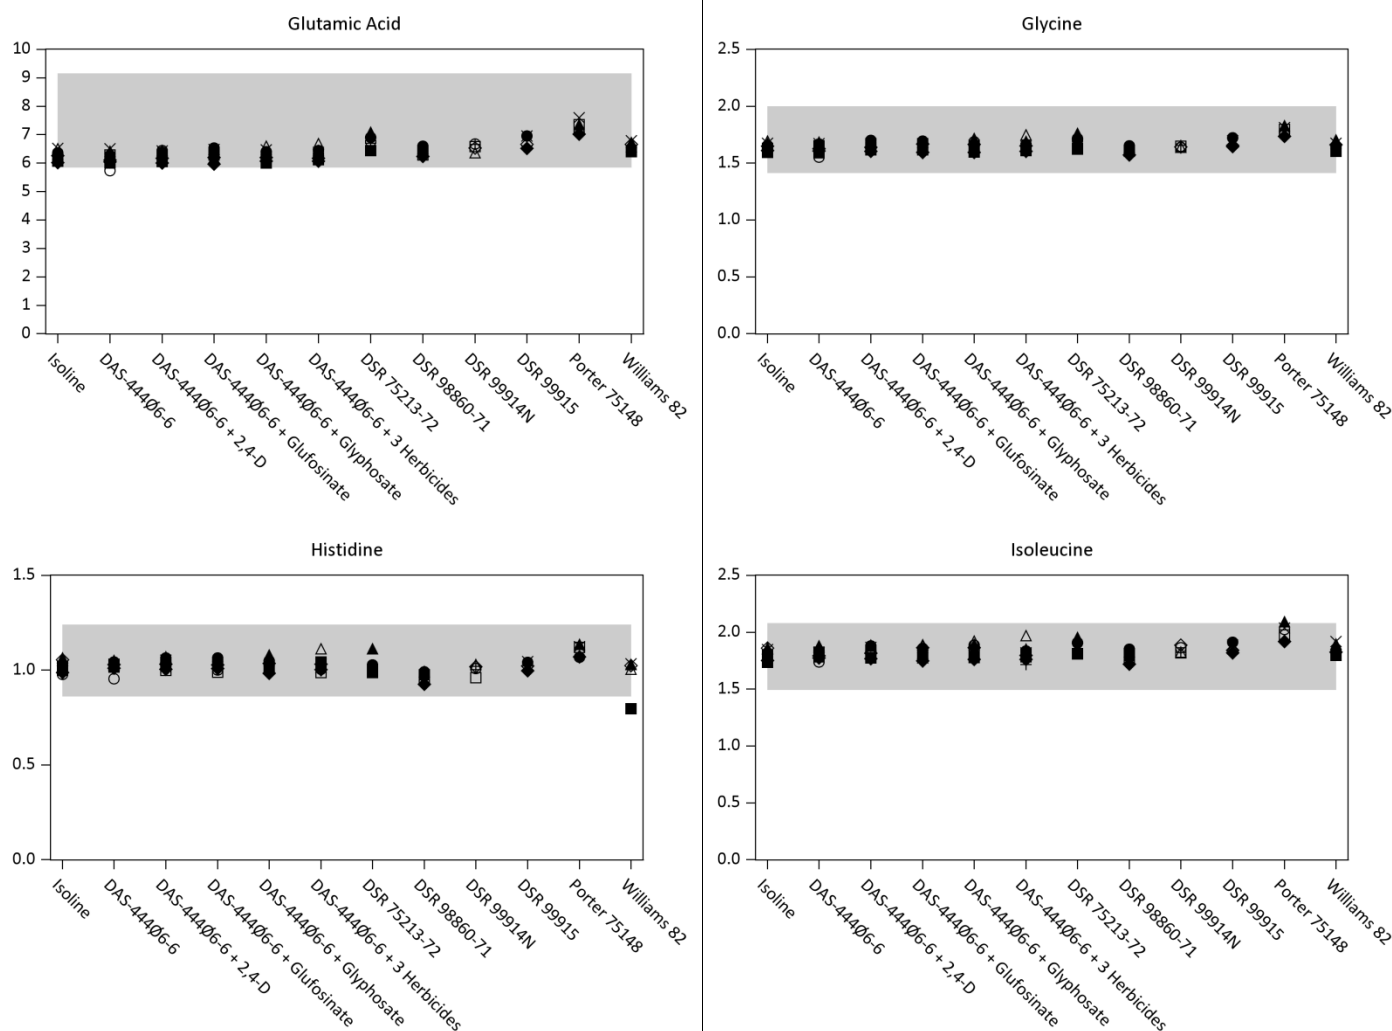 Glutamic Acid
10
9
8
7
6
5
4
3
2
1
0
Isoline
DAS-444Ø6-6
DAS-444Ø6-6 + 2,4-D
DAS-444Ø6-6 + Glufosinate
DAS-444Ø6-6 + Glyphosate
DAS-444Ø6-6 + 3 Herbicides
DSR 75213-72
DSR 98860-71
DSR 99914N
DSR 99915
Porter 75148
Williams 82
Glycine
2.5
2.0
1.5
1.0
0.5
0.0
Isoline
DAS-444Ø6-6
DAS-444Ø6-6 + 2,4-D
DAS-444Ø6-6 + Glufosinate
DAS-444Ø6-6 + Glyphosate
DAS-444Ø6-6 + 3 Herbicides
DSR 75213-72
DSR 98860-71
DSR 99914N
DSR 99915
Porter 75148
Williams 82
Histidine
1.5
1.0
0.5
0.0
Isoline
DAS-444Ø6-6
DAS-444Ø6-6 + 2,4-D
DAS-444Ø6-6 + Glufosinate
DAS-444Ø6-6 + Glyphosate
DAS-444Ø6-6 + 3 Herbicides
DSR 75213-72
DSR 98860-71
DSR 99914N
DSR 99915
Porter 75148
Williams 82
Isoleucine
2.5
2.0
1.5
1.0
0.5
0.0
Isoline
DAS-444Ø6-6
DAS-444Ø6-6 + 2,4-D
DAS-444Ø6-6 + Glufosinate
DAS-444Ø6-6 + Glyphosate
DAS-444Ø6-6 + 3 Herbicides
DSR 75213-72
DSR 98860-71
DSR 99914N
DSR 99915
Porter 75148
Williams 82